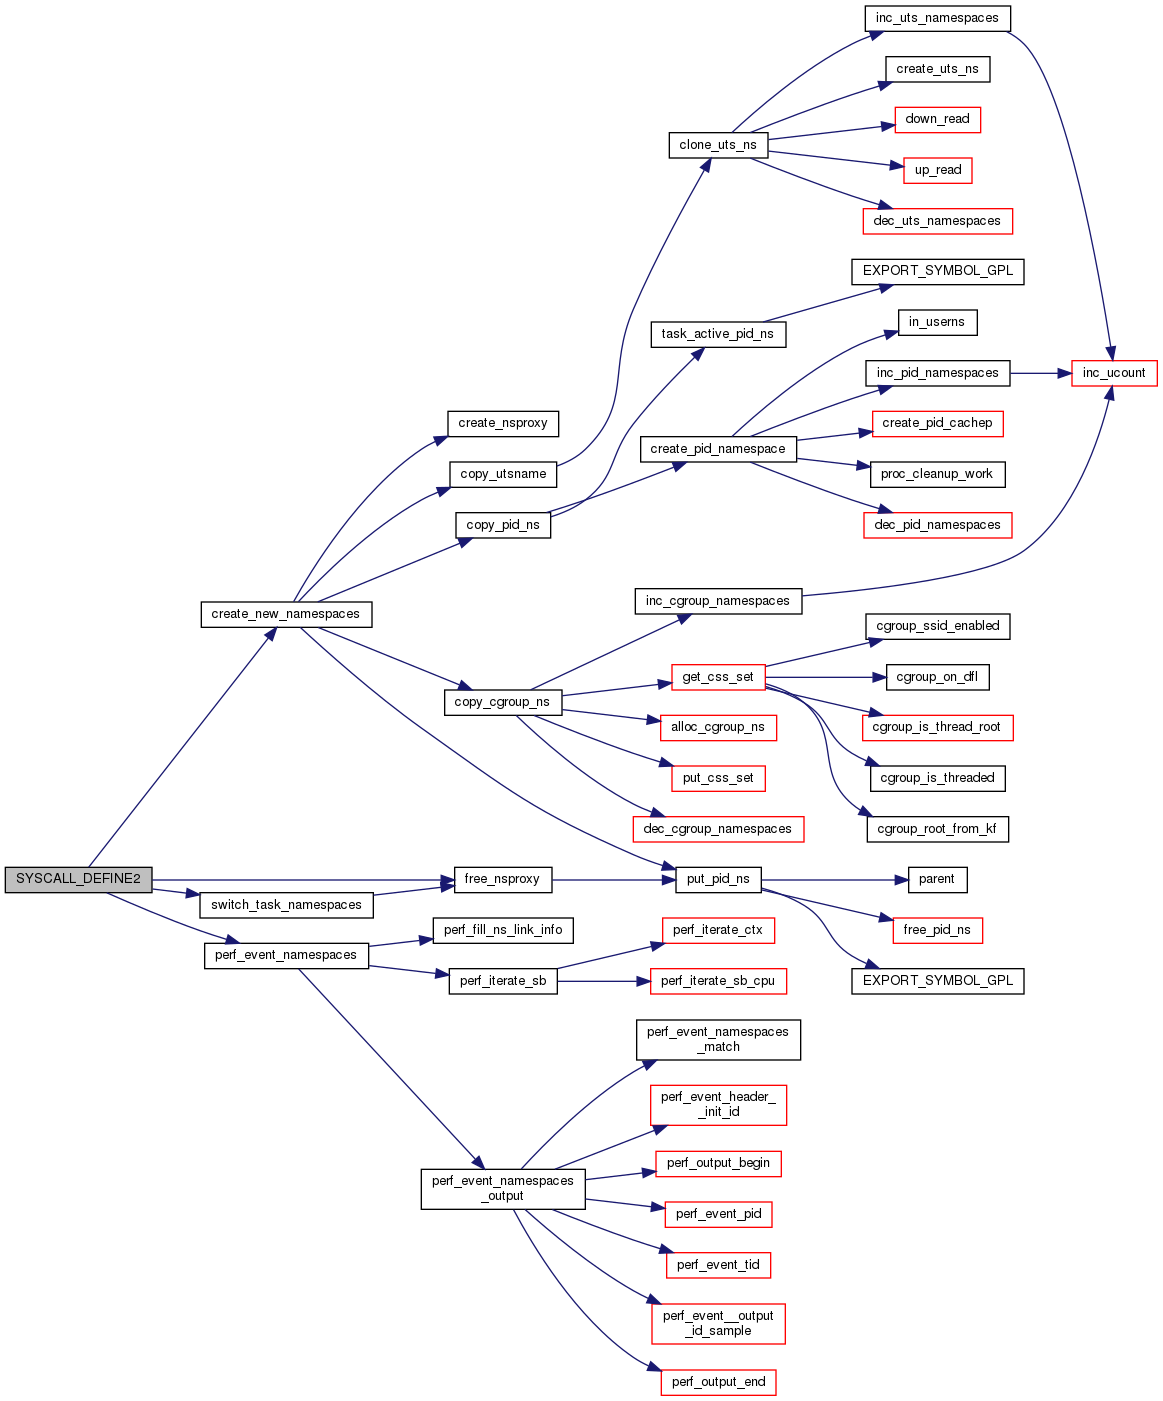 inc_uts_namespaces
create_uts_ns
down_read
clone_uts_ns
up_read
dec_uts_namespaces
EXPORT_SYMBOL_GPL
in_userns
task_active_pid_ns
inc_pid_namespaces
inc_ucount
create_nsproxy
create_pid_cachep
create_pid_namespace
copy_utsname
proc_cleanup_work
copy_pid_ns
dec_pid_namespaces
inc_cgroup_namespaces
create_new_namespaces
cgroup_ssid_enabled
get_css_set
cgroup_on_dfl
copy_cgroup_ns
alloc_cgroup_ns
cgroup_is_thread_root
put_css_set
cgroup_is_threaded
dec_cgroup_namespaces
cgroup_root_from_kf
SYSCALL_DEFINE2
free_nsproxy
put_pid_ns
parent
switch_task_namespaces
perf_fill_ns_link_info
perf_iterate_ctx
free_pid_ns
perf_event_namespaces
perf_iterate_sb
perf_iterate_sb_cpu
EXPORT_SYMBOL_GPL
perf_event_namespaces
_match
perf_event_header_
_init_id
perf_output_begin
perf_event_namespaces
_output
perf_event_pid
perf_event_tid
perf_event__output
_id_sample
perf_output_end